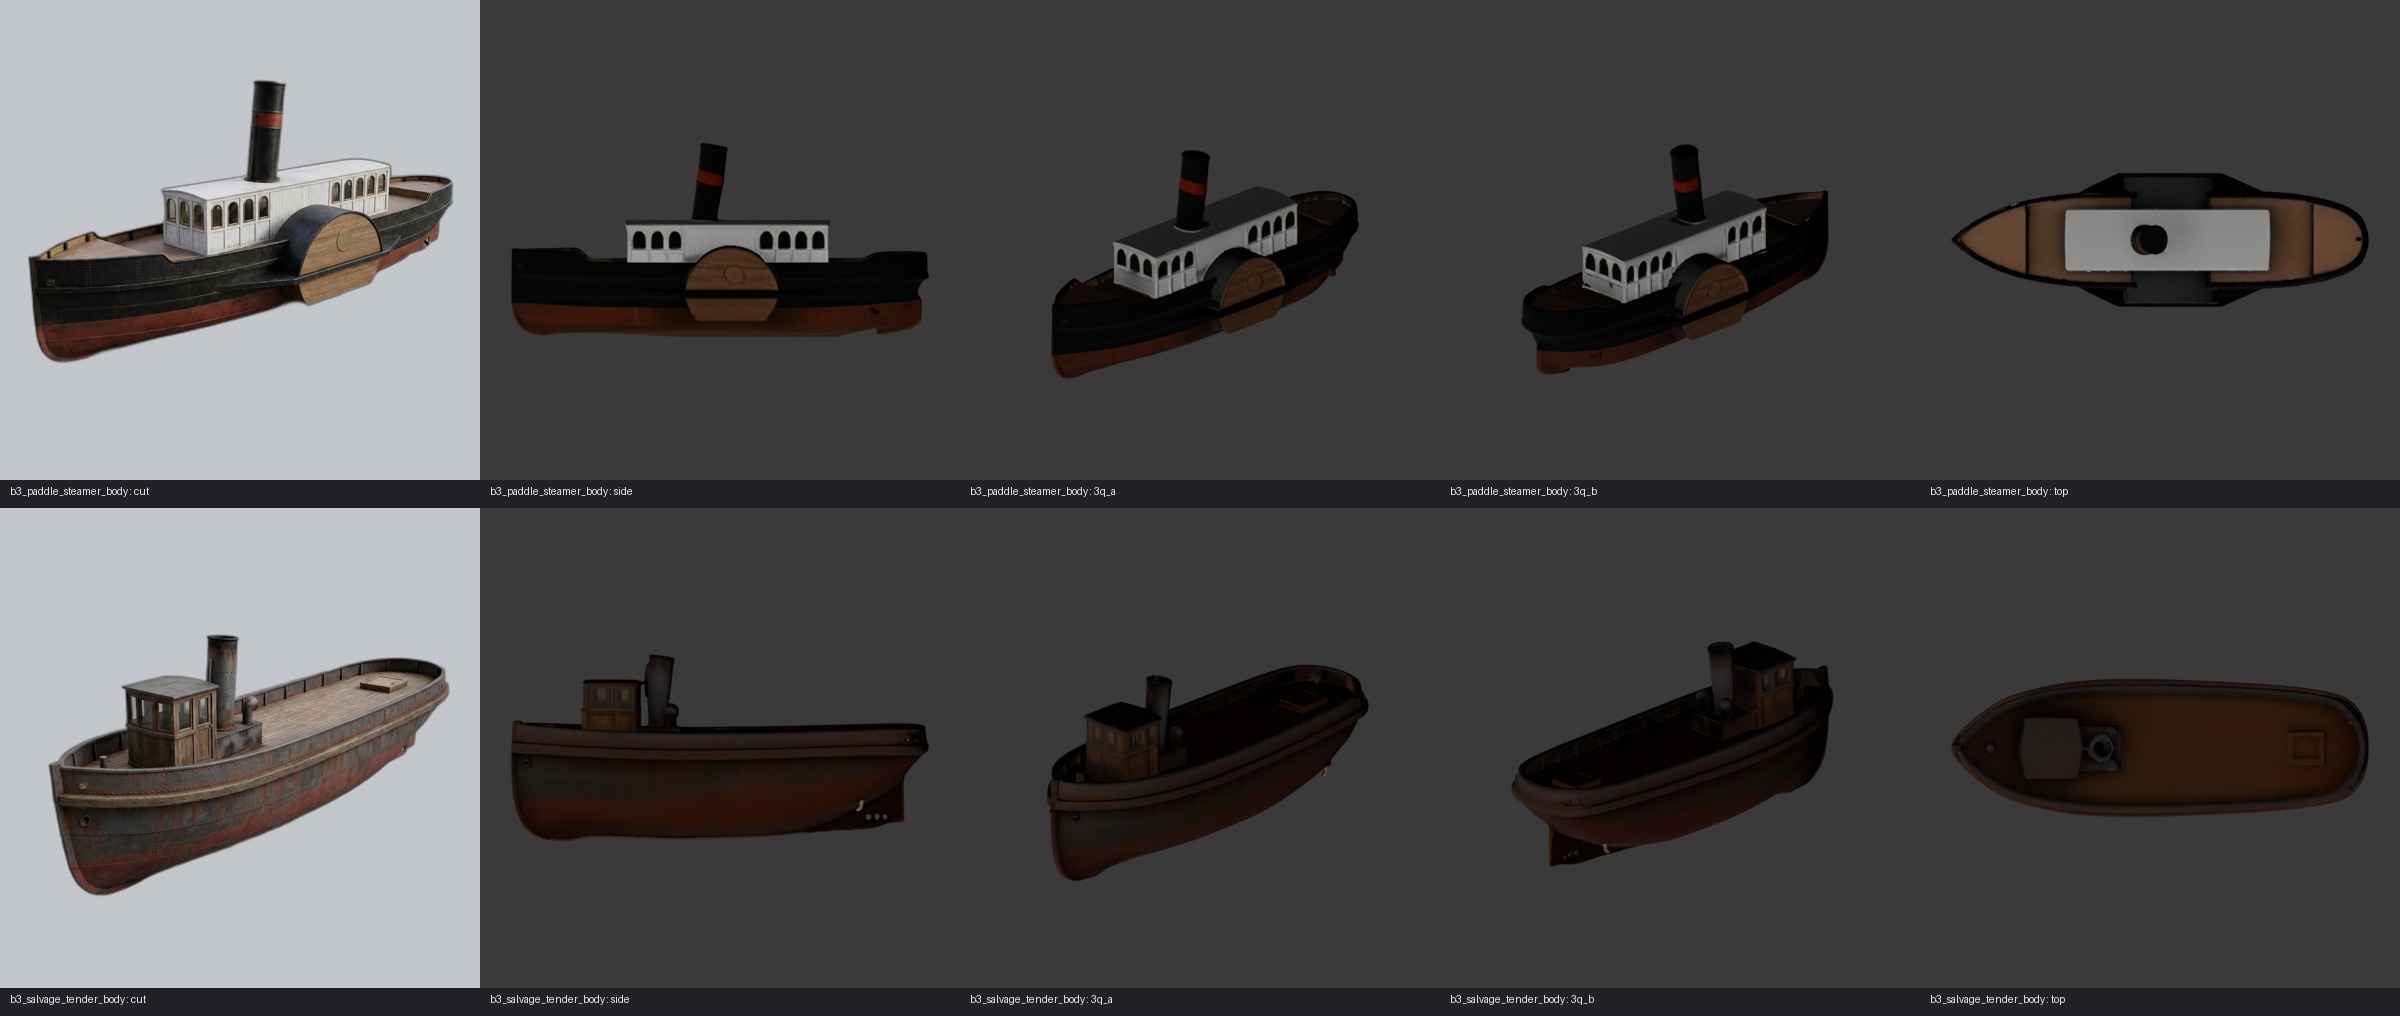 b3_paddle_steamer_body: cut
b3_paddle_steamer_body: side
b3_paddle_steamer_body: 3q_a
b3_paddle_steamer_body: 3q_b
b3_paddle_steamer_body: top
b3_salvage_tender_body: cut
b3_salvage_tender_body: side
b3_salvage_tender_body: 3q_a
b3_salvage_tender_body: 3q_b
b3_salvage_tender_body: top